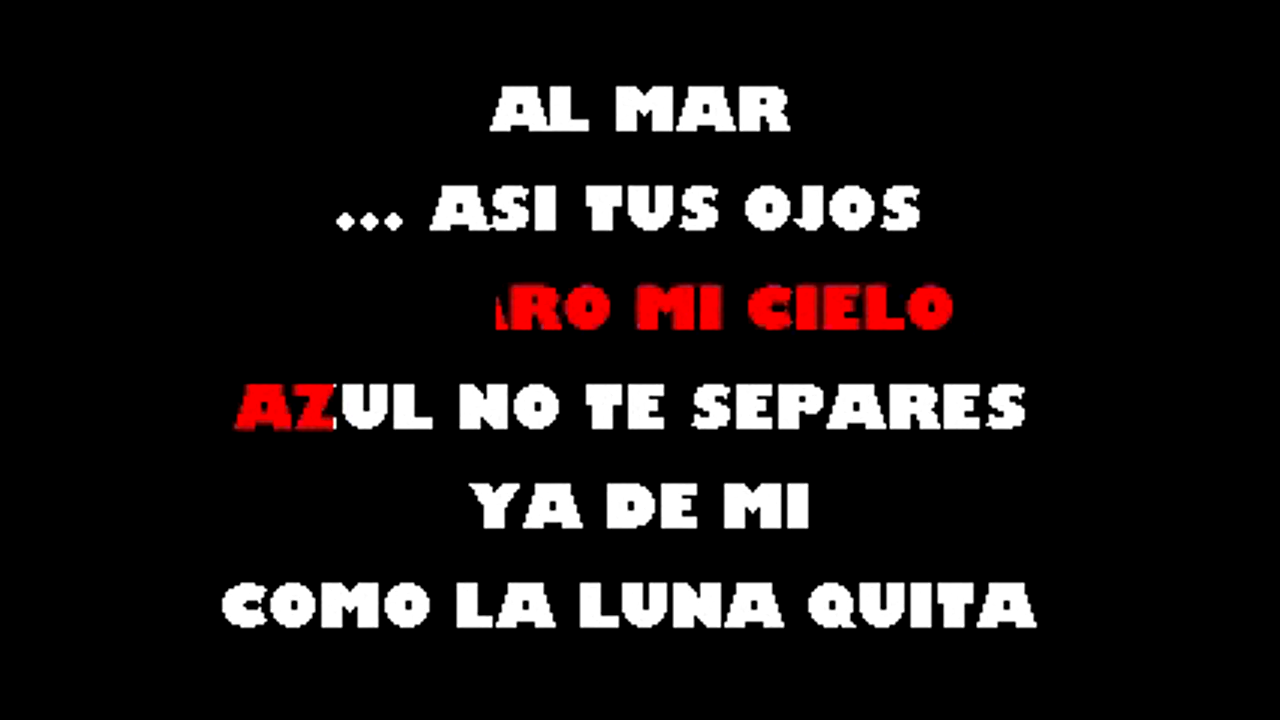 AL MAR
... ASI TUS OJOS
RO MI CIELO
AZUL NO TE SEPARES
YA DE MI
COMO LA LUNA QUITA